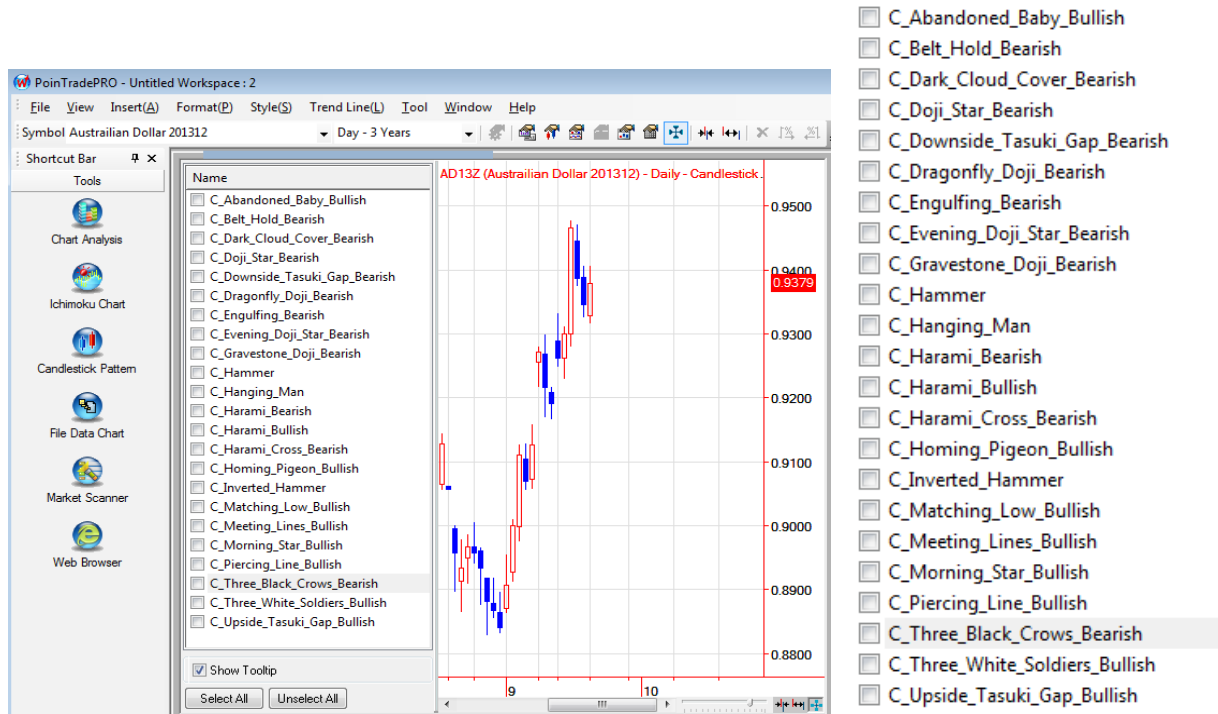 PoinTradePRO - Untitled Workspace : 2
File View Insert(A) Format(P) Style(S) Trend Line(L) Tool Window Help
Symbol Austrailian Dollar 201312 Day - 3 Years
Shortcut Bar
Tools
Chart Analysis
Ichimoku Chart
Candlestick Pattern
File Data Chart
Market Scanner
Web Browser
Name
C_Abandoned_Baby_Bullish
C_Belt_Hold_Bearish
C_Dark_Cloud_Cover_Bearish
C_Doji_Star_Bearish
C_Downside_Tasuki_Gap_Bearish
C_Dragonfly_Doji_Bearish
C_Engulfing_Bearish
C_Evening_Doji_Star_Bearish
C_Gravestone_Doji_Bearish
C_Hammer
C_Hanging_Man
C_Harami_Bearish
C_Harami_Bullish
C_Harami_Cross_Bearish
C_Homing_Pigeon_Bullish
C_Inverted_Hammer
C_Matching_Low_Bullish
C_Meeting_Lines_Bullish
C_Morning_Star_Bullish
C_Piercing_Line_Bullish
C_Three_Black_Crows_Bearish
C_Three_White_Soldiers_Bullish
C_Upside_Tasuki_Gap_Bullish
Show Tooltip
Select All Unselect All
AD13Z (Austrailian Dollar 201312) - Daily - Candlestick.
0.9500
0.9400
0.9379
0.9300
0.9200
0.9100
0.9000
0.8900
0.8800
9 10
C_Abandoned_Baby_Bullish
C_Belt_Hold_Bearish
C_Dark_Cloud_Cover_Bearish
C_Doji_Star_Bearish
C_Downside_Tasuki_Gap_Bearish
C_Dragonfly_Doji_Bearish
C_Engulfing_Bearish
C_Evening_Doji_Star_Bearish
C_Gravestone_Doji_Bearish
C_Hammer
C_Hanging_Man
C_Harami_Bearish
C_Harami_Bullish
C_Harami_Cross_Bearish
C_Homing_Pigeon_Bullish
C_Inverted_Hammer
C_Matching_Low_Bullish
C_Meeting_Lines_Bullish
C_Morning_Star_Bullish
C_Piercing_Line_Bullish
C_Three_Black_Crows_Bearish
C_Three_White_Soldiers_Bullish
C_Upside_Tasuki_Gap_Bullish